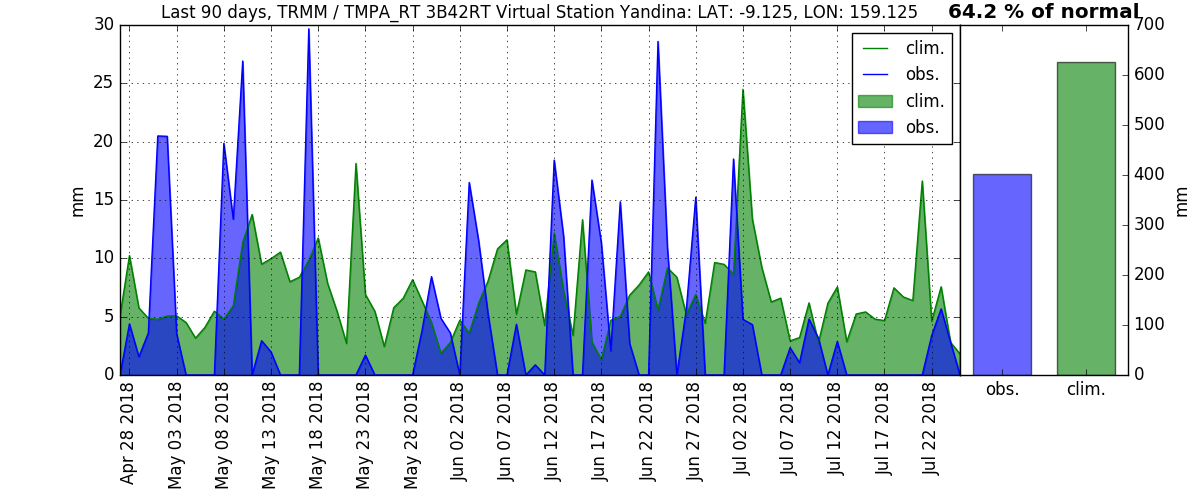 Last 90 days, TRMM / TMPA_RT 3B42RT Virtual Station Yandina: LAT: -9.125, LON: 159.125
64.2 % of normal
30
25
20
15
10
5
0
mm
clim.
obs.
clim.
obs.
700
600
500
400
300
200
100
0
mm
obs.
clim.
Apr 28 2018
May 03 2018
May 08 2018
May 13 2018
May 18 2018
May 23 2018
May 28 2018
Jun 02 2018
Jun 07 2018
Jun 12 2018
Jun 17 2018
Jun 22 2018
Jun 27 2018
Jul 02 2018
Jul 07 2018
Jul 12 2018
Jul 17 2018
Jul 22 2018